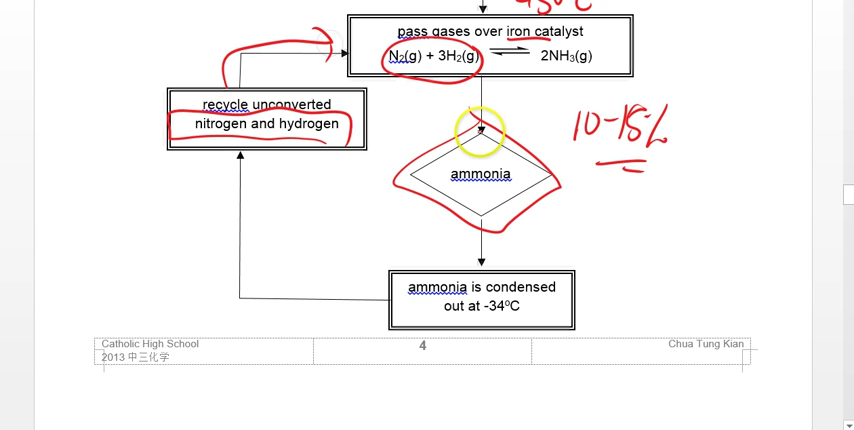 pass gases over iron catalyst
N₂(g) + 3H₂(g) ⇌ 2NH₃(g)
recycle unconverted
nitrogen and hydrogen
10-15%
ammonia
ammonia is condensed
out at -34⁰C
Catholic High School
2013 中三化学
4
Chua Tung Kian